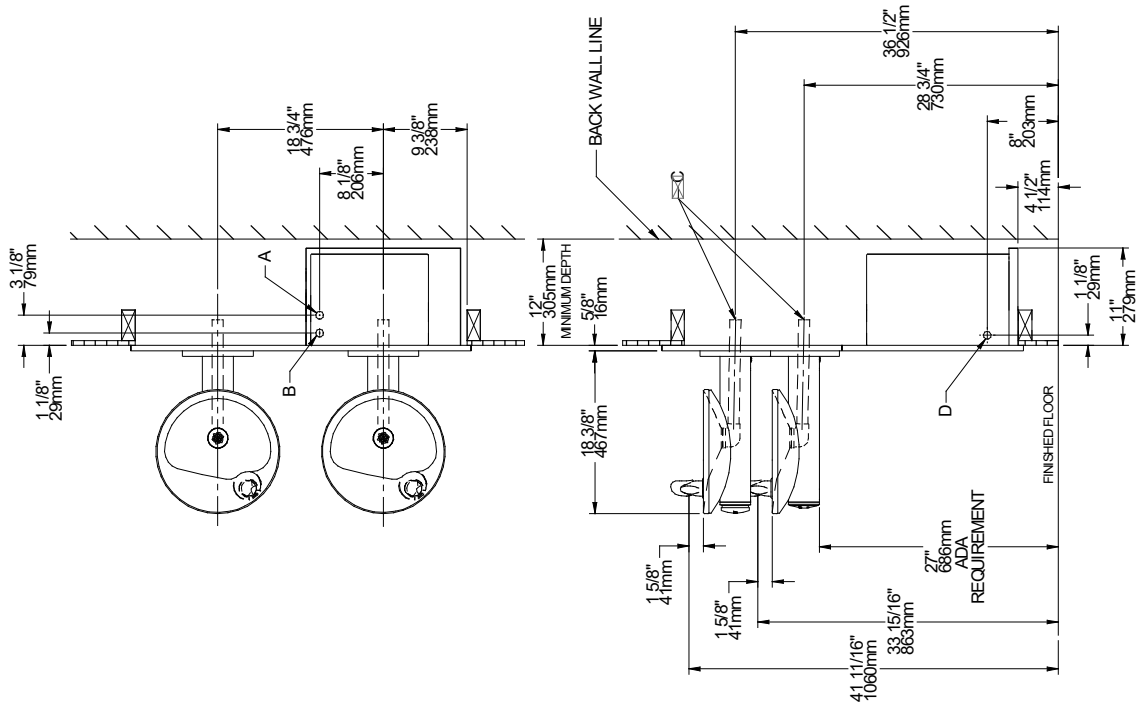 3 1/8"
79mm
1 1/8"
29mm
A
B
18 3/4"
476mm
8 1/8"
206mm
9 3/8"
238mm
BACK WALL LINE
12"
305mm
MINIMUM DEPTH
5/8"
16mm
18 3/8"
467mm
C
36 1/2"
926mm
28 3/4"
730mm
8"
203mm
4 1/2"
114mm
1 1/8"
29mm
11"
279mm
D
FINISHED FLOOR
1 5/8"
41mm
1 5/8"
41mm
27"
686mm
ADA
REQUIREMENT
33 15/16"
863mm
41 11/16"
1060mm